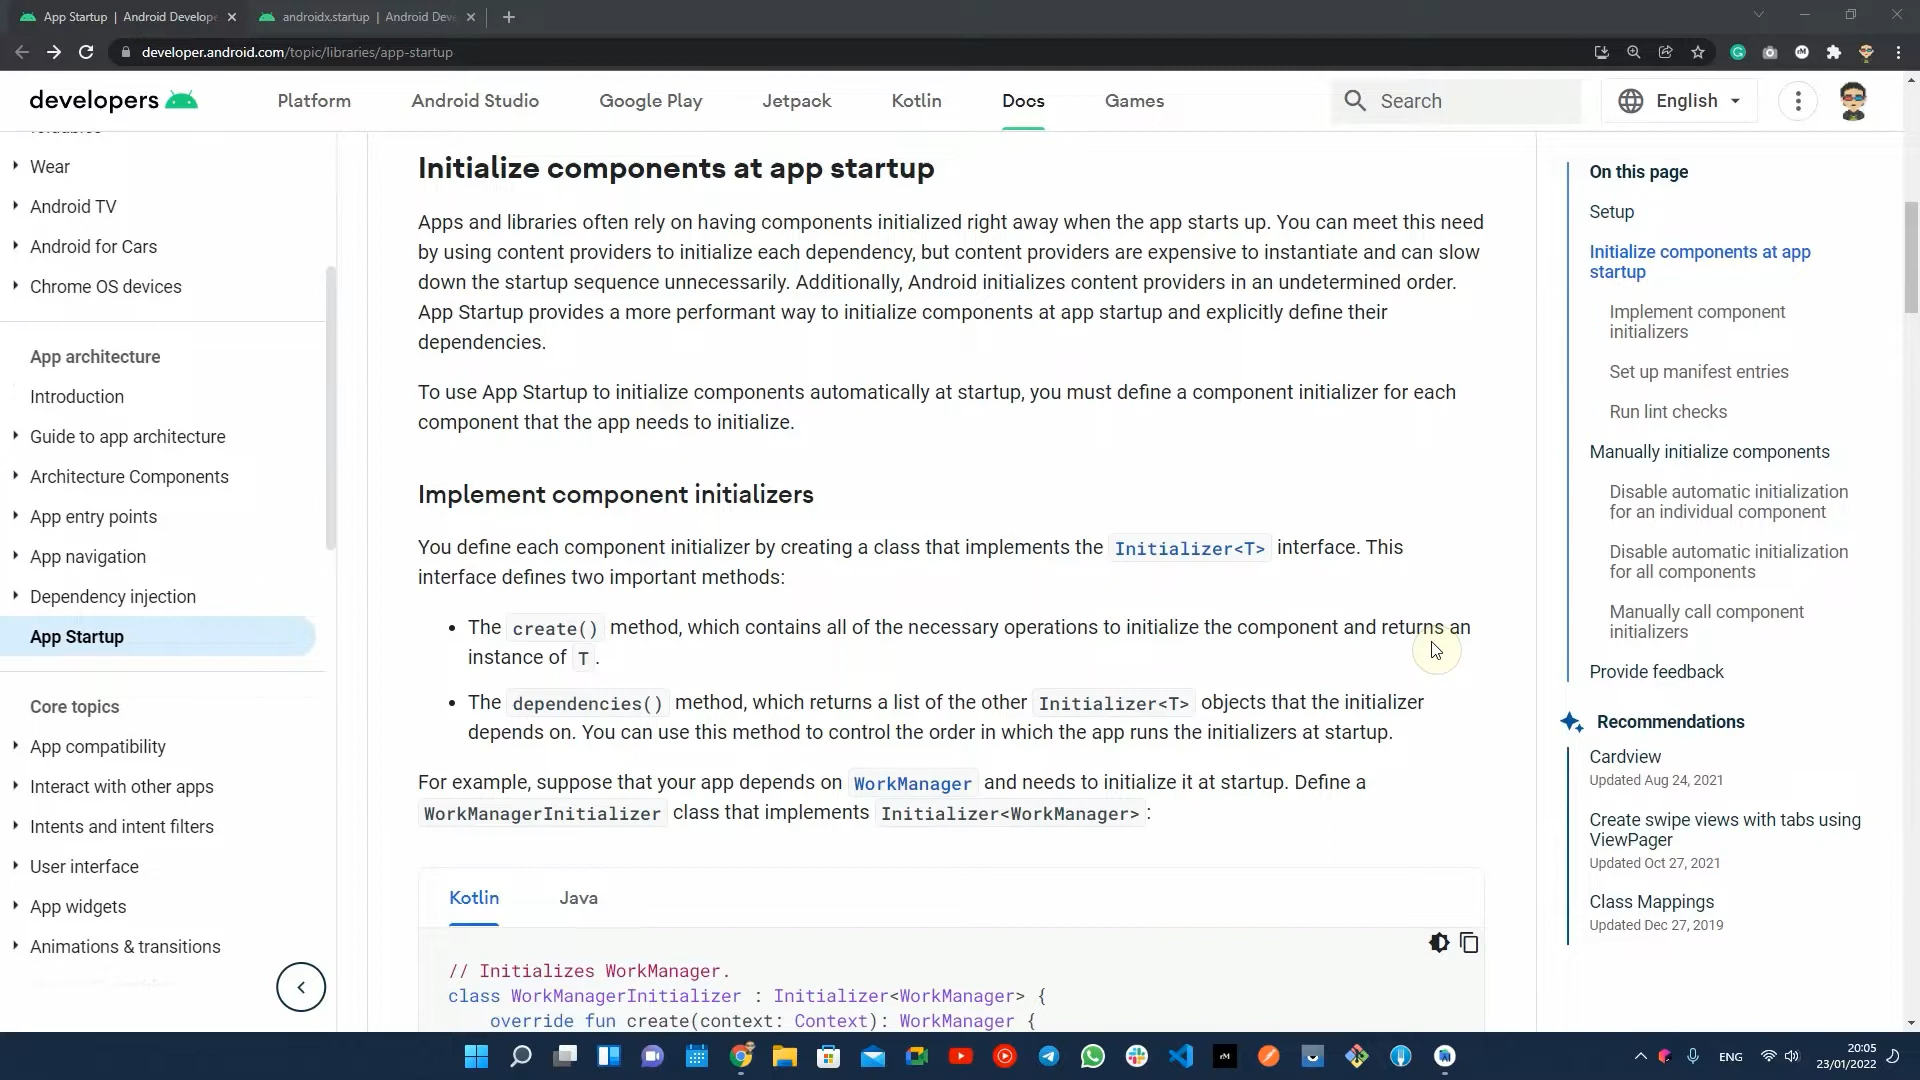 App Startup | Android Develope
androidx.startup | Android Deve
developer.android.com/topic/libraries/app-startup
developers
Platform
Android Studio
Google Play
Jetpack
Kotlin
Docs
Games
Search
English
Wear
Android TV
Android for Cars
Chrome OS devices
App architecture
Introduction
Guide to app architecture
Architecture Components
App entry points
App navigation
Dependency injection
App Startup
Core topics
App compatibility
Interact with other apps
Intents and intent filters
User interface
App widgets
Animations & transitions
Initialize components at app startup
Apps and libraries often rely on having components initialized right away when the app starts up. You can meet this need
by using content providers to initialize each dependency, but content providers are expensive to instantiate and can slow
down the startup sequence unnecessarily. Additionally, Android initializes content providers in an undetermined order.
App Startup provides a more performant way to initialize components at app startup and explicitly define their
dependencies.
To use App Startup to initialize components automatically at startup, you must define a component initializer for each
component that the app needs to initialize.
Implement component initializers
You define each component initializer by creating a class that implements the Initializer<T> interface. This
interface defines two important methods:
• The create() method, which contains all of the necessary operations to initialize the component and returns an
instance of T.
• The dependencies() method, which returns a list of the other Initializer<T> objects that the initializer
depends on. You can use this method to control the order in which the app runs the initializers at startup.
For example, suppose that your app depends on WorkManager and needs to initialize it at startup. Define a
WorkManagerInitializer class that implements Initializer<WorkManager>:
Kotlin
Java
// Initializes WorkManager.
class WorkManagerInitializer : Initializer<WorkManager> {
override fun create(context: Context): WorkManager {
On this page
Setup
Initialize components at app
startup
Implement component
initializers
Set up manifest entries
Run lint checks
Manually initialize components
Disable automatic initialization
for an individual component
Disable automatic initialization
for all components
Manually call component
initializers
Provide feedback
Recommendations
Cardview
Updated Aug 24, 2021
Create swipe views with tabs using
ViewPager
Updated Oct 27, 2021
Class Mappings
Updated Dec 27, 2019
ENG
20:05
23/01/2022